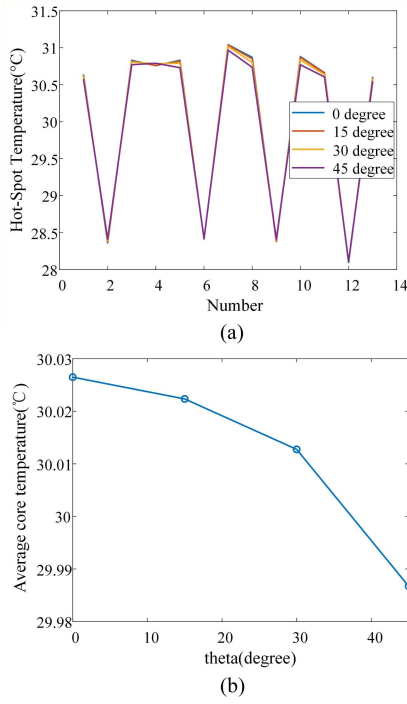 31.5
31
30.5
30
29.5
29
28.5
28
Hot-Spot Temperature(°C)
0 degree
15 degree
30 degree
45 degree
0 2 4 6 8 10 12 14
Number
(a)
30.03
30.02
30.01
30
29.99
29.98
Average core temperature(℃)
0 10 20 30 40
theta(degree)
(b)